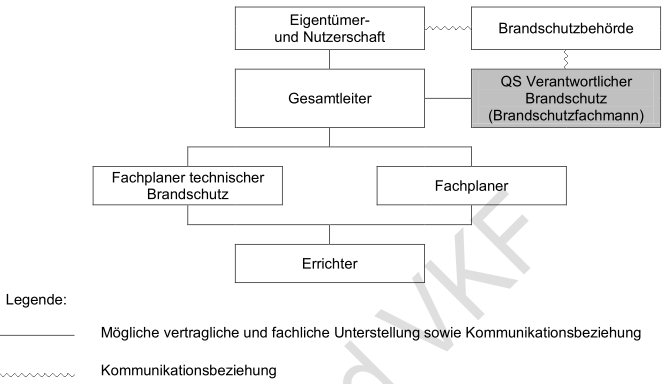 Eigentümer-
und Nutzerschaft
Brandschutzbehörde
Gesamtleiter
QS Verantwortlicher
Brandschutz
(Brandschutzfachmann)
Fachplaner technischer
Brandschutz
Fachplaner
Errichter
Legende:
Mögliche vertragliche und fachliche Unterstellung sowie Kommunikationsbeziehung
Kommunikationsbeziehung
d VKF